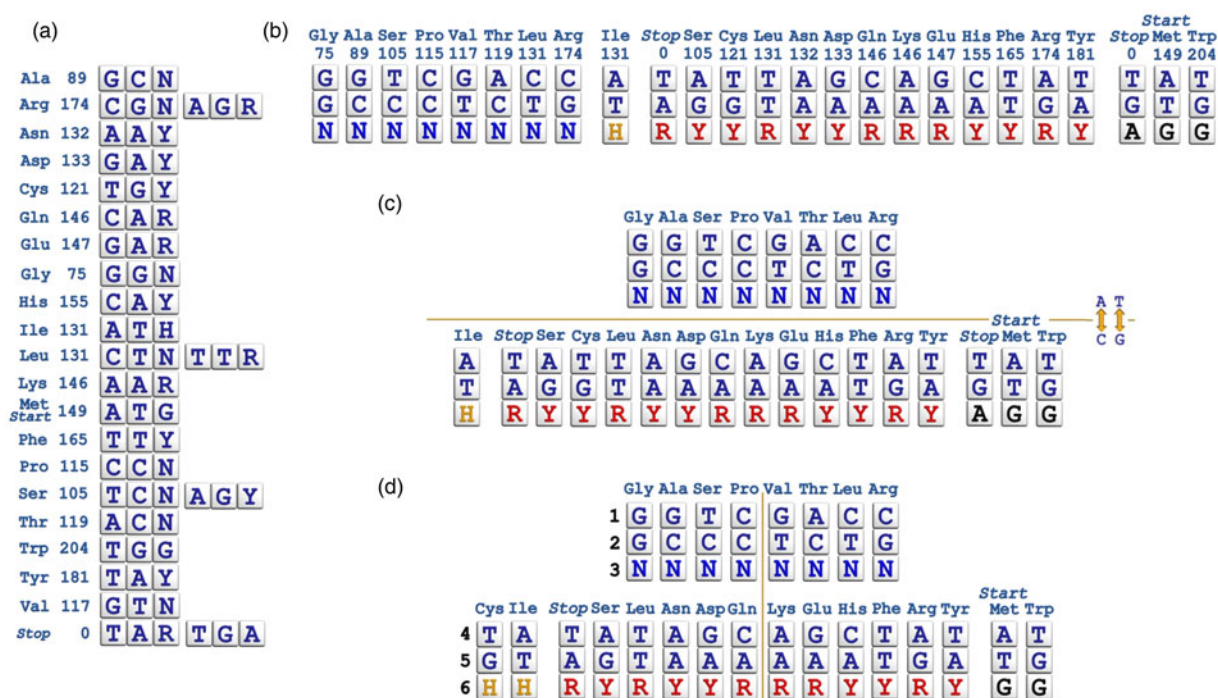 (a)
Ala 89 G C N
Arg 174 C G N A G R
Asn 132 A A Y
Asp 133 G A Y
Cys 121 T G Y
Gln 146 C A R
Glu 147 G A R
Gly 75 G G N
His 155 C A Y
Ile 131 A T H
Leu 131 C T N T T R
Lys 146 A A R
Met
Start 149 A T G
Phe 165 T T Y
Pro 115 C C N
Ser 105 T C N A G Y
Thr 119 A C N
Trp 204 T G G
Tyr 181 T A Y
Val 117 G T N
Stop 0 T A R T G A
(b)
Start
Gly Ala Ser Pro Val Thr Leu Arg Ile Stop Ser Cys Leu Asn Asp Gln Lys Glu His Phe Arg Tyr Stop Met Trp
75 89 105 115 117 119 131 174 131 0 105 121 131 132 133 146 146 147 155 165 174 181 0 149 204
G G T C G A C C A T A T T A G C A G C T A T T A T
G C C C T C T G T A G G T A A A A A A T G A G T G
N N N N N N N N H R Y Y R Y Y R R R Y Y R Y A G G
(c)
Gly Ala Ser Pro Val Thr Leu Arg
G G T C G A C C
G C C C T C T G
N N N N N N N N
A T
C G
Start
Ile Stop Ser Cys Leu Asn Asp Gln Lys Glu His Phe Arg Tyr Stop Met Trp
A T A T T A G C A G C T A T T A T
T A G G T A A A A A A T G A G T G
H R Y Y R Y Y R R R Y Y R Y A G G
(d)
Gly Ala Ser Pro Val Thr Leu Arg
1 G G T C G A C C
2 G C C C T C T G
3 N N N N N N N N
Start
Cys Ile Stop Ser Leu Asn Asp Gln Lys Glu His Phe Arg Tyr Met Trp
4 T A T A T A G C A G C T A T A T
5 G T A G T A A A A A A T G A T G
6 H H R Y R Y Y R R R Y Y R Y G G